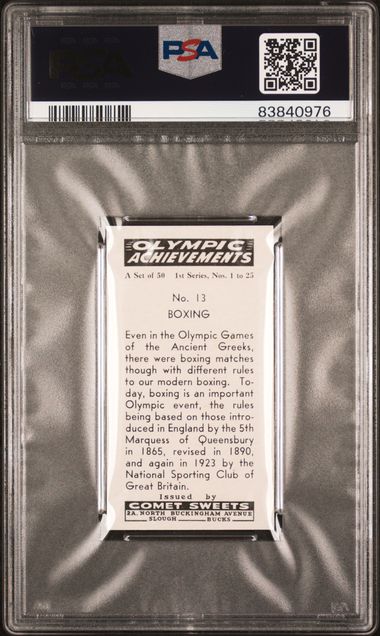 PSA
PSA
83840976
OLYMPIC
ACHIEVEMENTS
A Set of 50 1st Series, Nos. 1 to 25
No. 13
BOXING
Even in the Olympic Games
of the Ancient Greeks,
there were boxing matches
though with different rules
to our modern boxing. To-
day, boxing is an important
Olympic event, the rules
being based on those intro-
duced in England by the 5th
Marquess of Queensbury
in 1865, revised in 1890,
and again in 1923 by the
National Sporting Club of
Great Britain.
Issued by
COMET SWEETS
2A. NORTH BUCKINGHAM AVENUE
SLOUGH BUCKS.